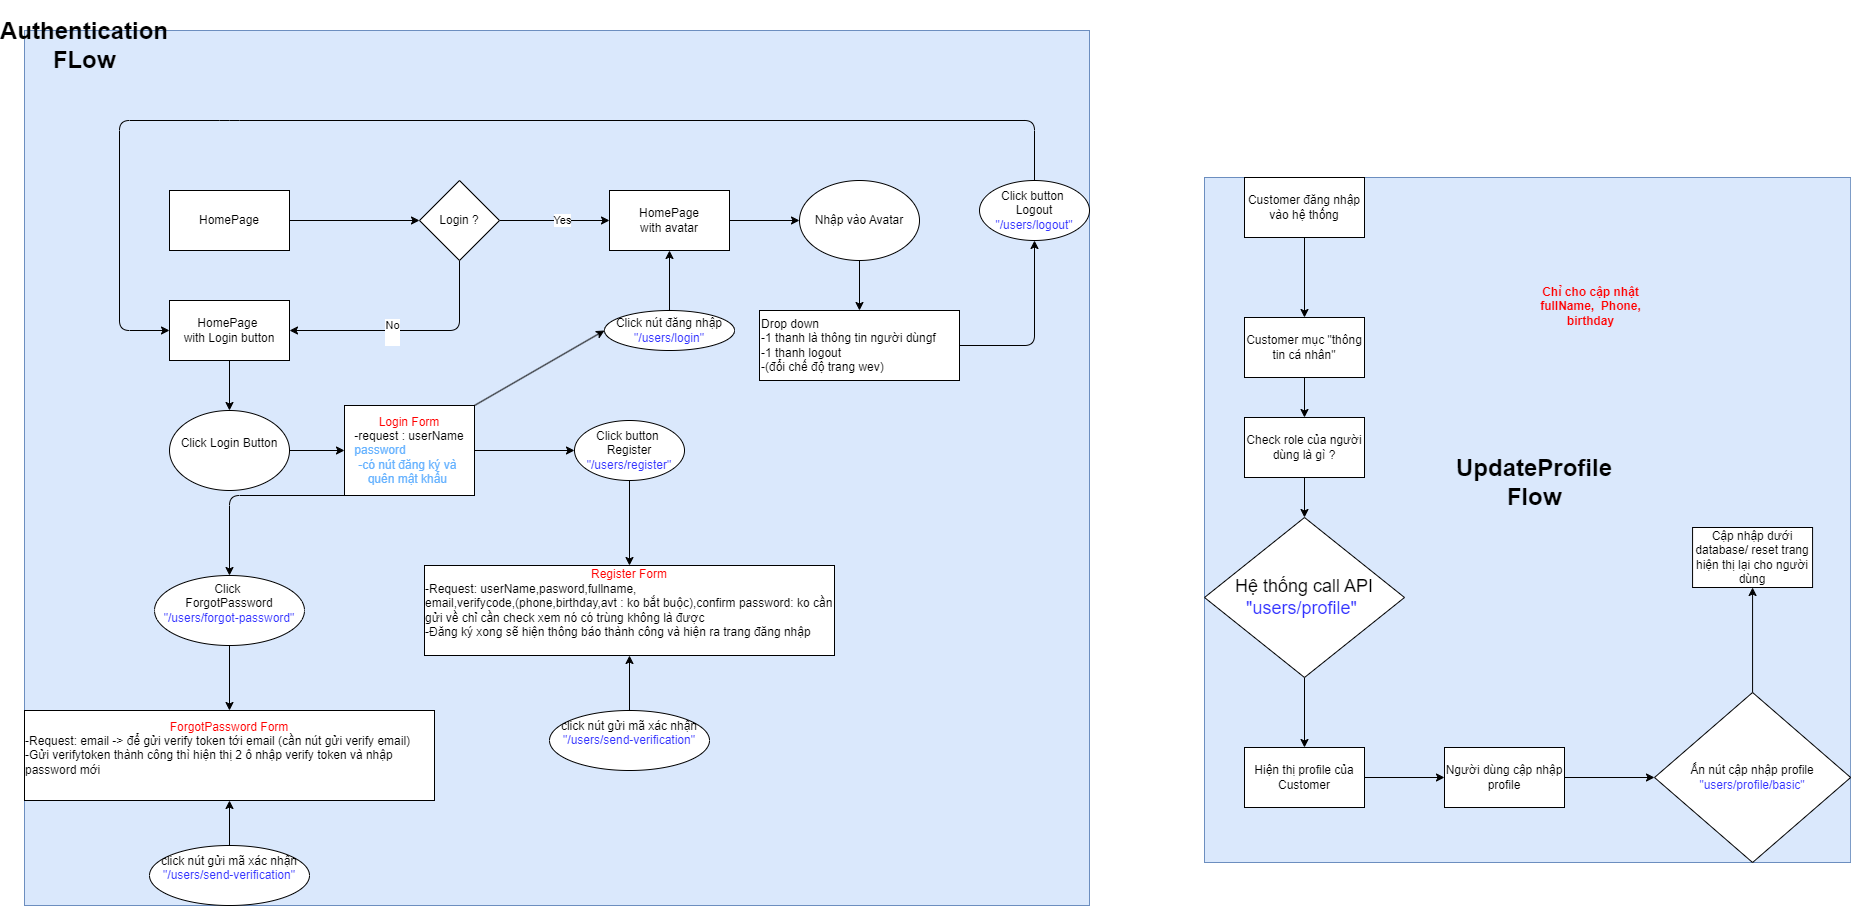 Authentication
FLow
HomePage
Login ?
Yes
HomePage
with avatar
Nhập vào Avatar
Click button
Logout
"/users/logout"
HomePage
with Login button
No
Click nút đăng nhập
"/users/login"
Drop down
-1 thanh là thông tin người dùngf
-1 thanh logout
-(đổi chế độ trang wev)
Click Login Button
Login Form
-request : userName
password
-có nút đăng ký và
quên mật khẩu
Click button
Register
"/users/register"
Click
ForgotPassword
"/users/forgot-password"
Register Form
-Request: userName,pasword,fullname,
email,verifycode,(phone,birthday,avt : ko bắt buộc),confirm password: ko cần
gửi về chỉ cần check xem nó có trùng không là được
-Đăng ký xong sẽ hiện thông báo thành công và hiện ra trang đăng nhập
click nút gửi mã xác nhận
"/users/send-verification"
ForgotPassword Form
-Request: email -> để gửi verify token tới email (cần nút gửi verify email)
-Gửi verifytoken thành công thì hiện thị 2 ô nhập verify token và nhập
password mới
click nút gửi mã xác nhận
"/users/send-verification"
Customer đăng nhập
vào hệ thống
Chỉ cho cập nhật
fullName, Phone,
birthday
Customer mục "thông
tin cá nhân"
Check role của người
dùng là gì ?
UpdateProfile
Flow
Hệ thống call API
"users/profile"
Cập nhập dưới
database/ reset trang
hiện thị lại cho người
dùng
Hiện thị profile của
Customer
Người dùng cập nhập
profile
Ấn nút cập nhập profile
"users/profile/basic"